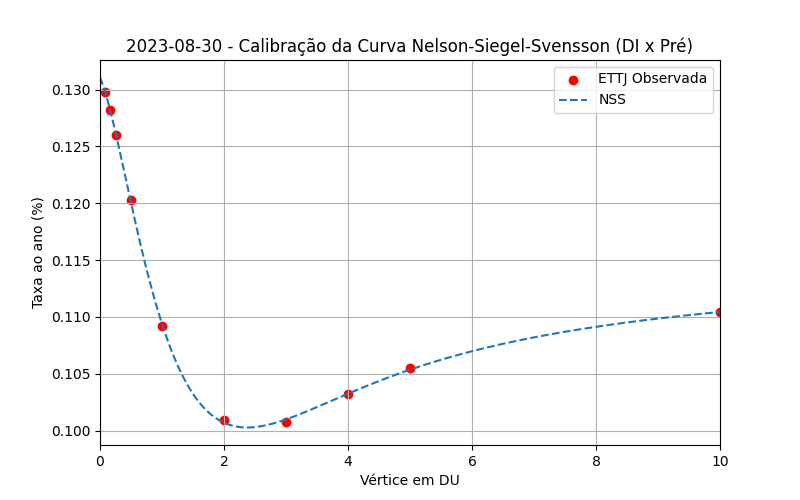 2023-08-30 - Calibração da Curva Nelson-Siegel-Svensson (DI x Pré)
ETTJ Observada
NSS
Taxa ao ano (%)
0.130
0.125
0.120
0.115
0.110
0.105
0.100
0 2 4 6 8 10
Vértice em DU